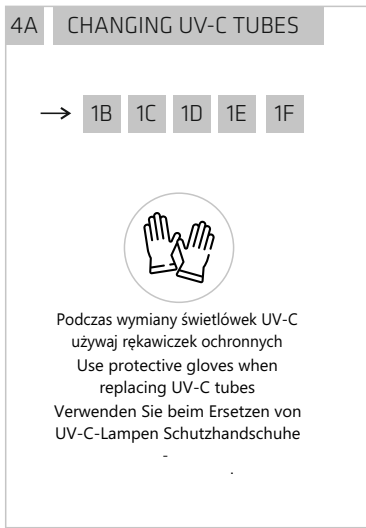 4A CHANGING UV-C TUBES
→ 1B 1C 1D 1E 1F
Podczas wymiany świetlówek UV-C
używaj rękawiczek ochronnych
Use protective gloves when
replacing UV-C tubes
Verwenden Sie beim Ersetzen von
UV-C-Lampen Schutzhandschuhe
-
.